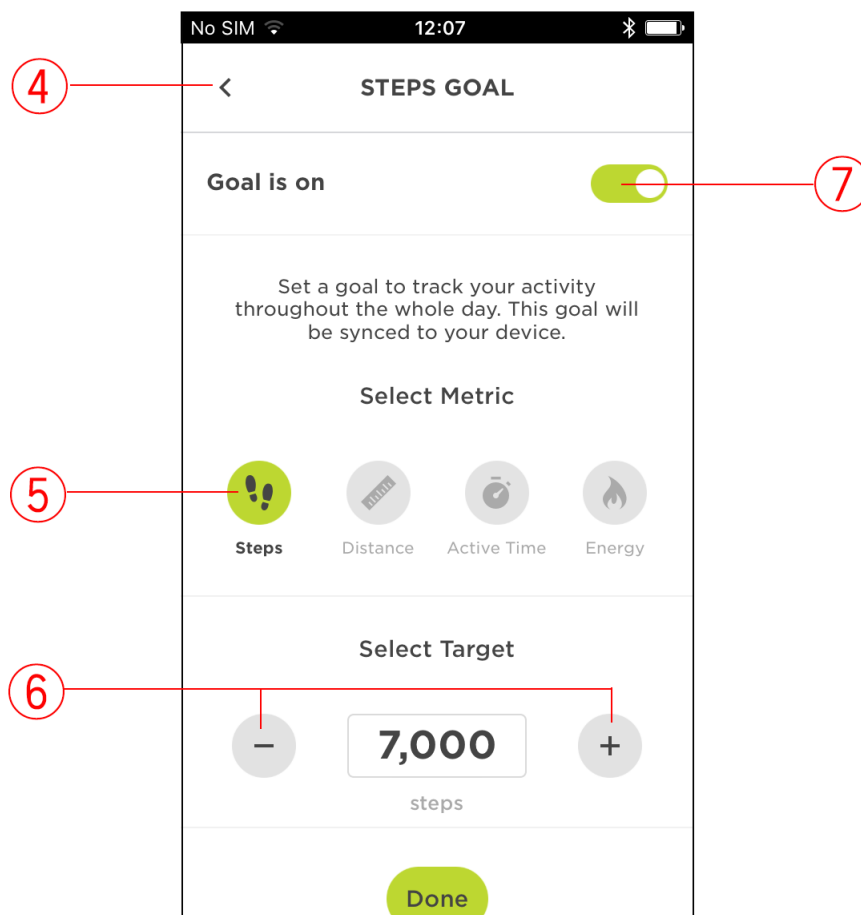 No SIM 12:07
④ STEPS GOAL
Goal is on ⑦
Set a goal to track your activity
throughout the whole day. This goal will
be synced to your device.
Select Metric
⑤
Steps Distance Active Time Energy
Select Target
⑥
− 7,000 +
steps
Done